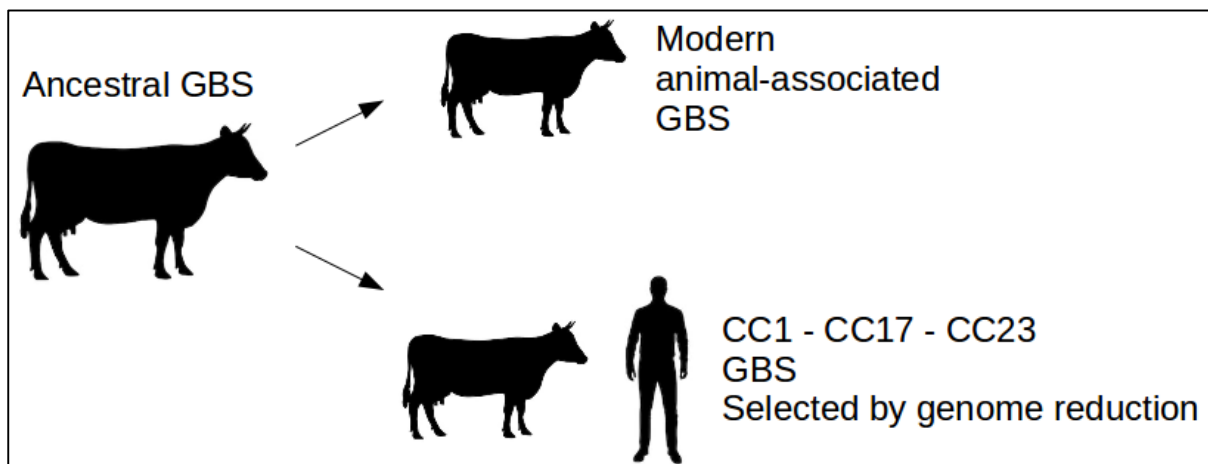 Ancestral GBS
Modern
animal-associated
GBS
CC1 - CC17 - CC23
GBS
Selected by genome reduction